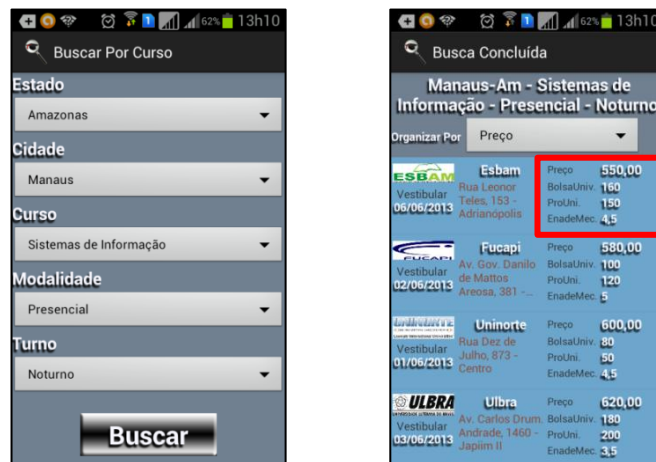 62% 13h10
Buscar Por Curso
Estado
Amazonas
Cidade
Manaus
Curso
Sistemas de Informação
Modalidade
Presencial
Turno
Noturno
Buscar
62% 13h10
Busca Concluída
Manaus-Am - Sistemas de
Informação - Presencial - Noturno
Organizar Por Preço
ESBAM
Vestibular
06/06/2013
Esbam
Rua Leonor
Teles, 153 -
Adrianópolis
Preço 550,00
BolsaUniv. 160
ProUni. 150
EnadeMec. 4,5
FUCAPI
Vestibular
02/06/2013
Fucapi
Av. Gov. Danilo
de Mattos
Areosa, 381 -...
Preço 580,00
BolsaUniv. 100
ProUni. 120
EnadeMec. 5
UNINORTE
Vestibular
01/06/2013
Uninorte
Rua Dez de
Julho, 873 -
Centro
Preço 600,00
BolsaUniv. 80
ProUni. 50
EnadeMec. 4,5
ULBRA
Vestibular
03/06/2013
Ulbra
Av. Carlos Drum.
Andrade, 1460 -
Japiim II
Preço 620,00
BolsaUniv. 180
ProUni. 200
EnadeMec. 3,5